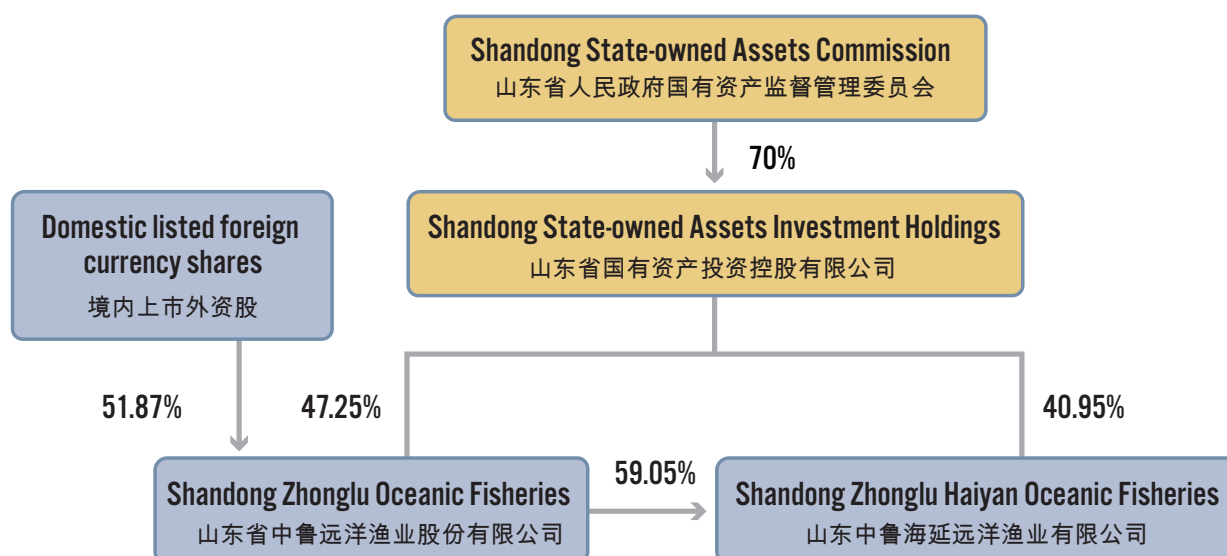 Shandong State-owned Assets Commission
山东省人民政府国有资产监督管理委员会
70%
Domestic listed foreign
currency shares
境内上市外资股
Shandong State-owned Assets Investment Holdings
山东省国有资产投资控股有限公司
51.87%
47.25%
40.95%
59.05%
Shandong Zhonglu Oceanic Fisheries
山东省中鲁远洋渔业股份有限公司
Shandong Zhonglu Haiyan Oceanic Fisheries
山东中鲁海延远洋渔业有限公司